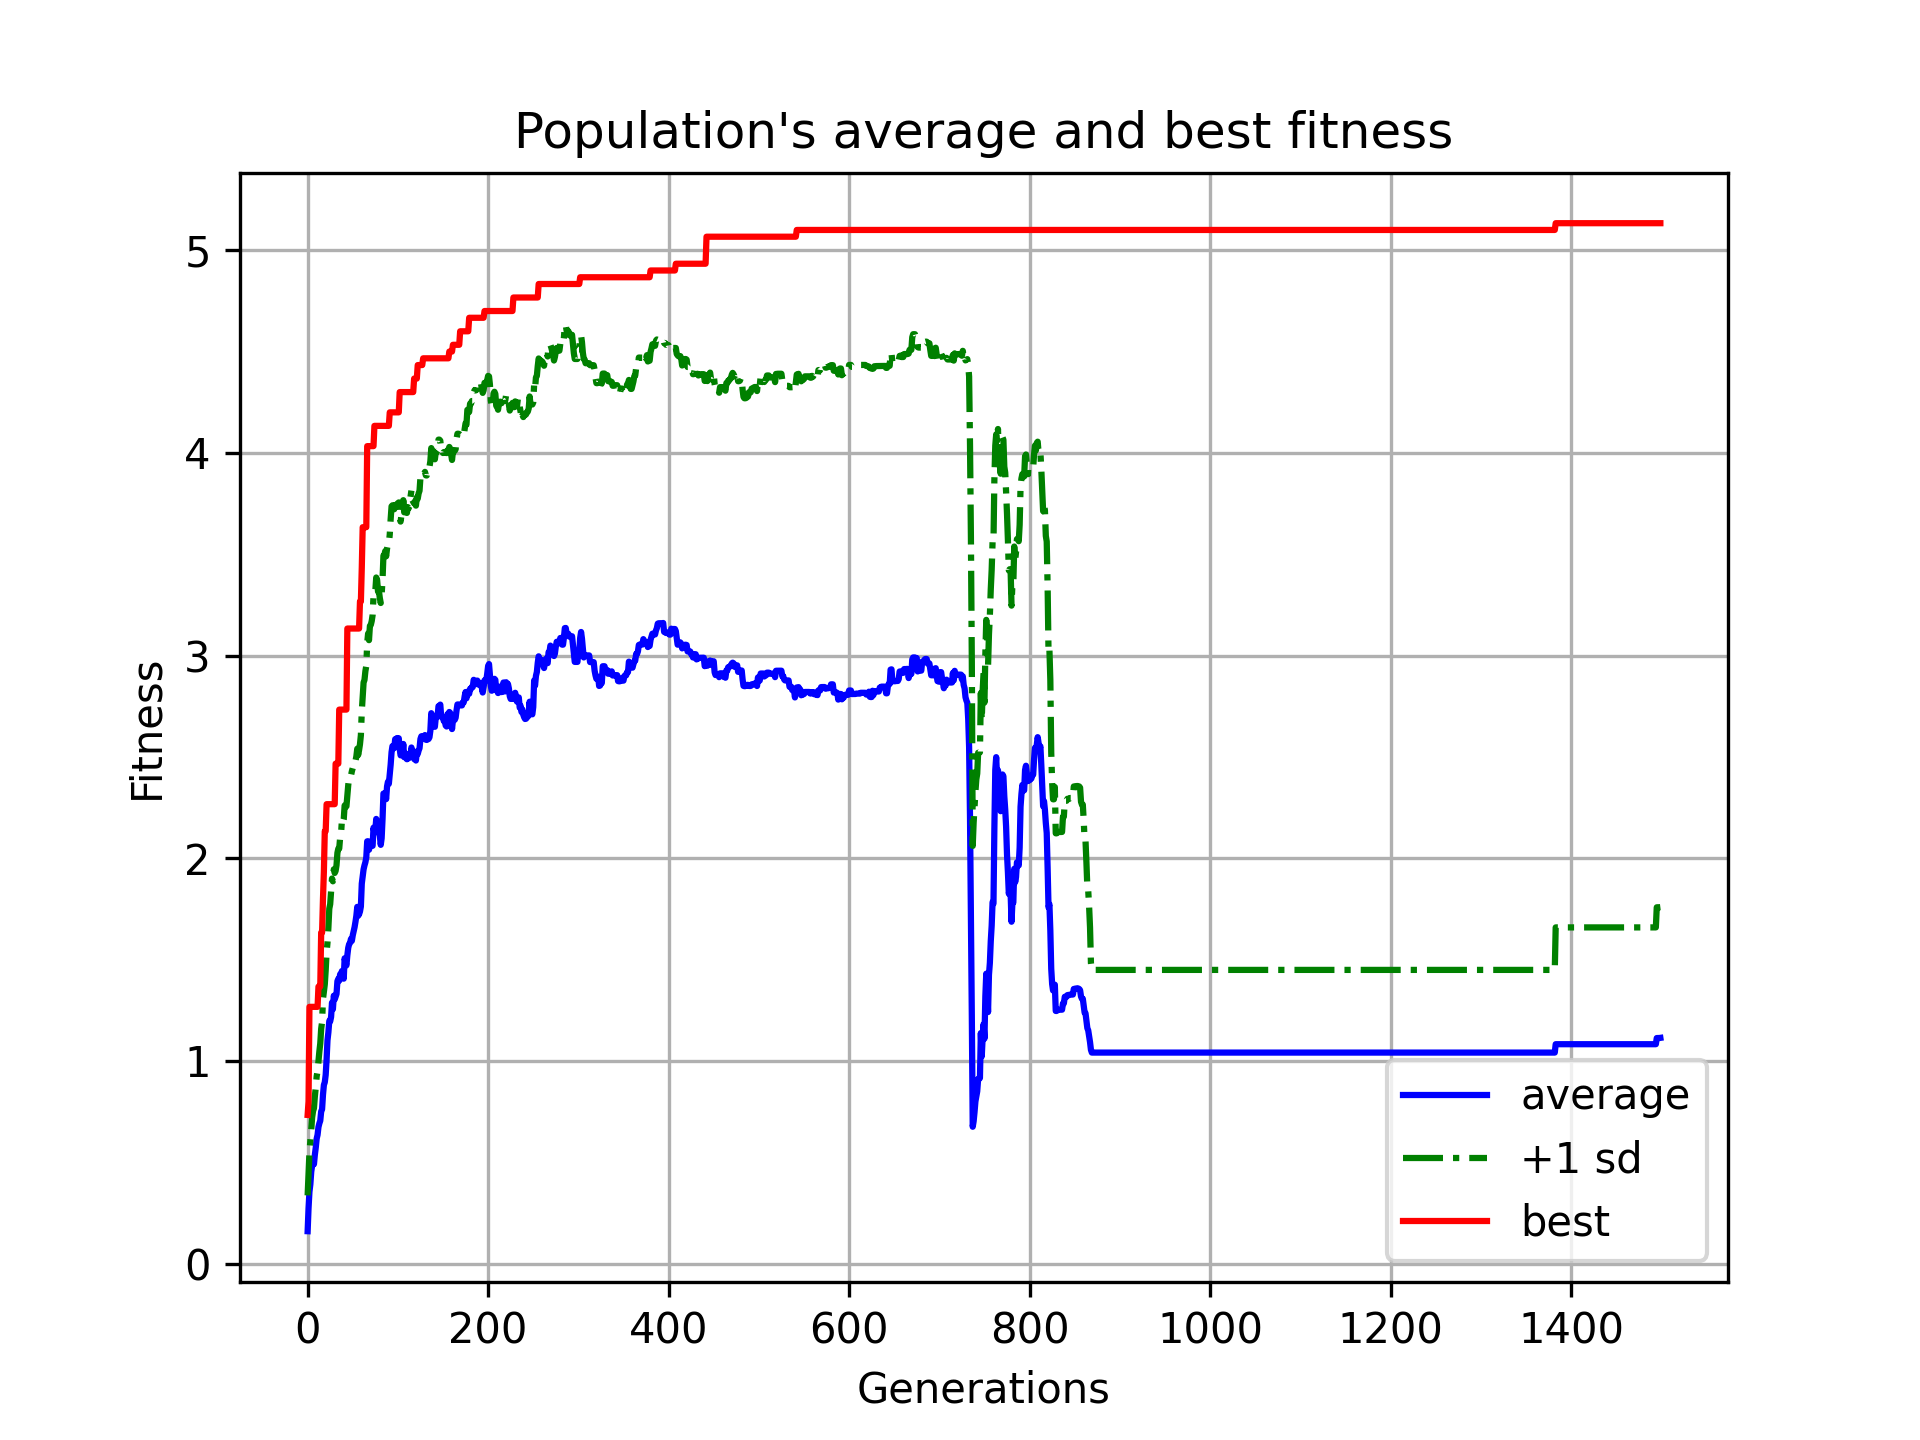 Population's average and best fitness
Fitness
5
4
3
2
1
0
0 200 400 600 800 1000 1200 1400
Generations
average
+1 sd
best